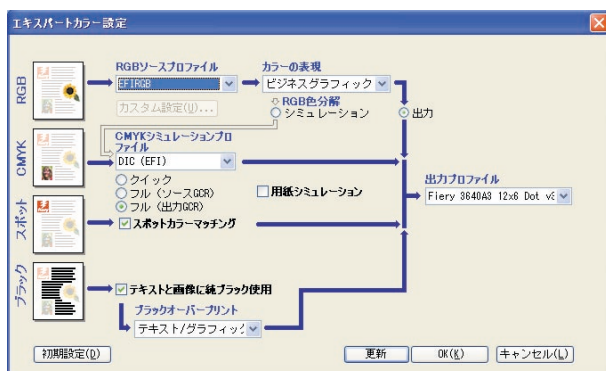 エキスパートカラー設定
RGB
RGBソースプロファイル
EFIRGB
カスタム設定(U)...
カラーの表現
ビジネスグラフィック
RGB色分解
シミュレーション
出力
CMYK
CMYKシミュレーションプロ
ファイル
DIC (EFI)
クイック
フル (ソースGCR)
フル (出力GCR)
用紙シミュレーション
出力プロファイル
Fiery 3640A3 12x6 Dot v3
スポット
スポットカラーマッチング
ブラック
テキストと画像に純ブラック使用
ブラックオーバープリント
テキスト/グラフィック
初期設定(D)
更新
OK(K)
キャンセル(L)